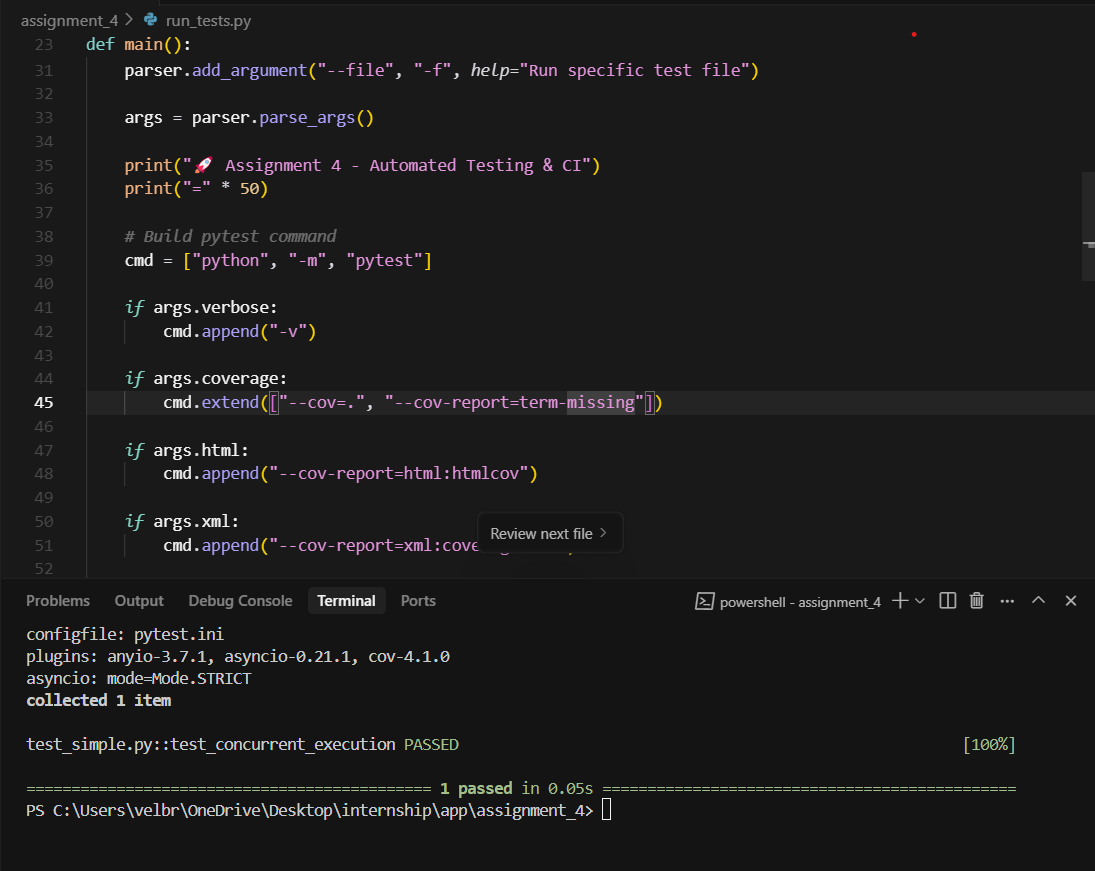 assignment_4 > run_tests.py
23 def main():
31 parser.add_argument("--file", "-f", help="Run specific test file")
32
33 args = parser.parse_args()
34
35 print("🚀 Assignment 4 - Automated Testing & CI")
36 print("=" * 50)
37
38 # Build pytest command
39 cmd = ["python", "-m", "pytest"]
40
41 if args.verbose:
42 cmd.append("-v")
43
44 if args.coverage:
45 cmd.extend(["--cov=.", "--cov-report=term-missing"])
46
47 if args.html:
48 cmd.append("--cov-report=html:htmlcov")
49
50 if args.xml:
Review next file >
51 cmd.append("--cov-report=xml:cove
52
Problems Output Debug Console Terminal Ports powershell - assignment_4
configfile: pytest.ini
plugins: anyio-3.7.1, asyncio-0.21.1, cov-4.1.0
asyncio: mode=Mode.STRICT
collected 1 item
test_simple.py::test_concurrent_execution PASSED [100%]
============================================= 1 passed in 0.05s ==============================================
PS C:\Users\velbr\OneDrive\Desktop\internship\app\assignment_4>